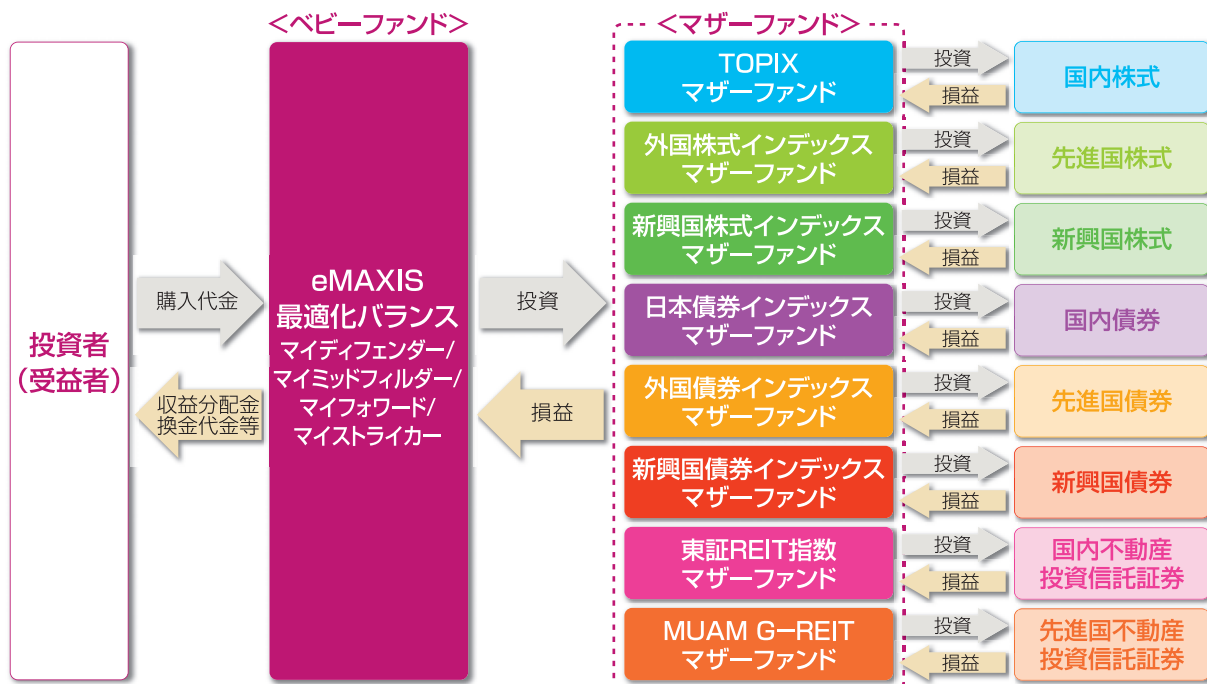 <ベビーファンド>
<マザーファンド>
投資者
(受益者)
購入代金
収益分配金
換金代金等
eMAXIS
最適化バランス
マイディフェンダー/
マイミッドフィルダー/
マイフォワード/
マイストライカー
投資
損益
TOPIX
マザーファンド
投資
損益
国内株式
外国株式インデックス
マザーファンド
投資
損益
先進国株式
新興国株式インデックス
マザーファンド
投資
損益
新興国株式
日本債券インデックス
マザーファンド
投資
損益
国内債券
外国債券インデックス
マザーファンド
投資
損益
先進国債券
新興国債券インデックス
マザーファンド
投資
損益
新興国債券
東証REIT指数
マザーファンド
投資
損益
国内不動産
投資信託証券
MUAM G-REIT
マザーファンド
投資
損益
先進国不動産
投資信託証券